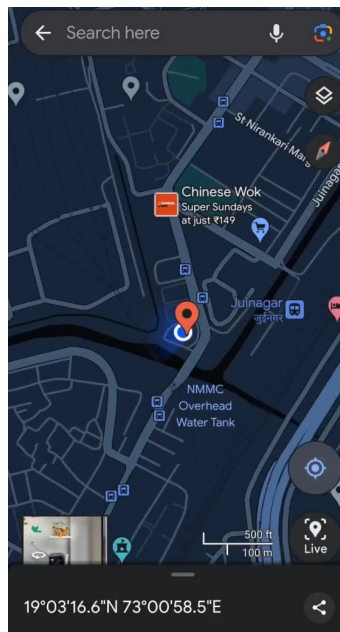 Search here
St Nirankari Marg
Juinagar
Chinese Wok
Super Sundays
at just ₹149
Juinagar
जुईनगर
NMMC
Overhead
Water Tank
500 ft
100 m
Live
19°03'16.6"N 73°00'58.5"E